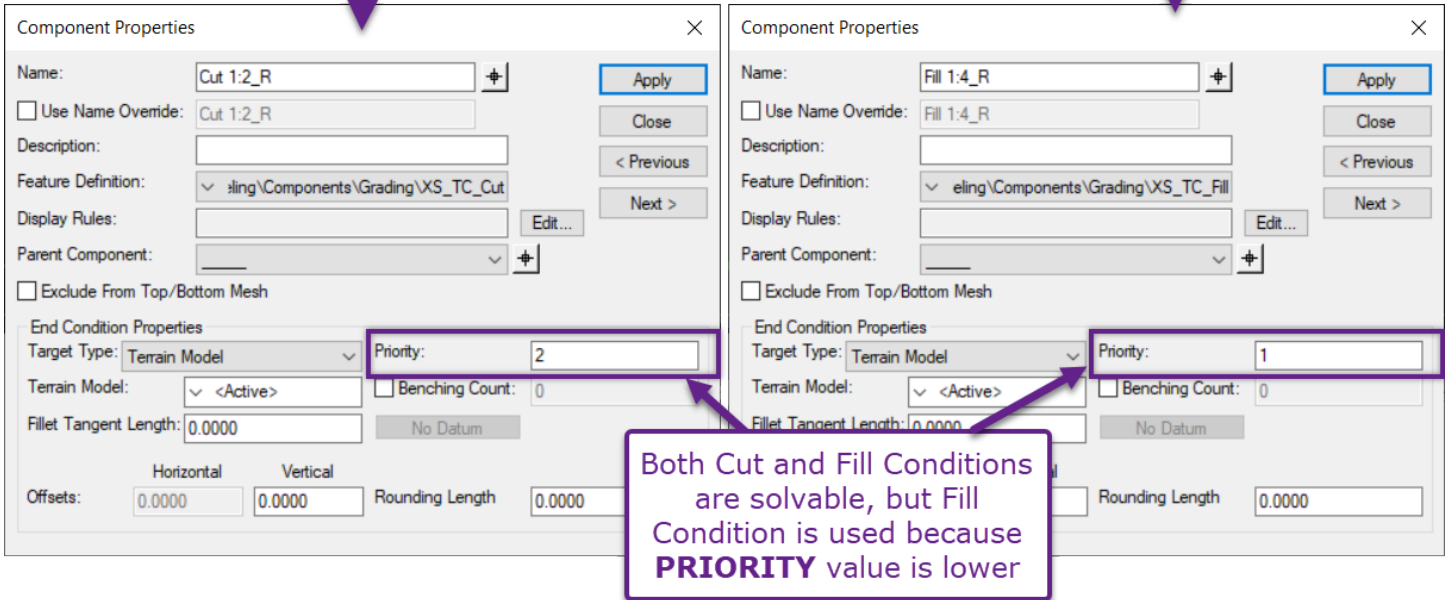 Component Properties
Name:
Cut 1:2_R
Apply
Use Name Override:
Cut 1:2_R
Close
Description:
< Previous
Feature Definition:
eling\Components\Grading\XS_TC_Cut
Next >
Display Rules:
Edit...
Parent Component:
Exclude From Top/Bottom Mesh
End Condition Properties
Target Type:
Terrain Model
Priority:
2
Terrain Model:
<Active>
Benching Count:
0
Fillet Tangent Length:
0.0000
No Datum
Horizontal
Vertical
Offsets:
0.0000
0.0000
Rounding Length
0.0000
Component Properties
Name:
Fill 1:4_R
Apply
Use Name Override:
Fill 1:4_R
Close
Description:
< Previous
Feature Definition:
eling\Components\Grading\XS_TC_Fill
Next >
Display Rules:
Edit...
Parent Component:
Exclude From Top/Bottom Mesh
End Condition Properties
Target Type:
Terrain Model
Priority:
1
Terrain Model:
<Active>
Benching Count:
0
Fillet Tangent Length:
0.0000
No Datum
Rounding Length
0.0000
Both Cut and Fill Conditions
are solvable, but Fill
Condition is used because
PRIORITY value is lower